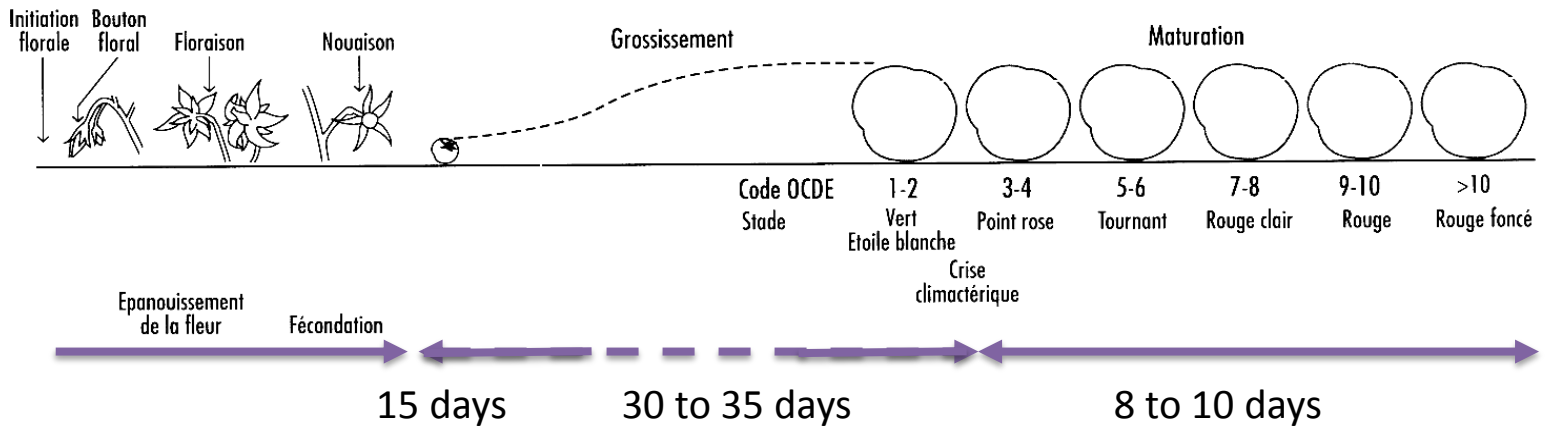 Initiation
florale
Bouton
floral
Floraison
Nouaison
Grossissement
Maturation
Code OCDE 1-2 3-4 5-6 7-8 9-10 >10
Stade
Vert
Etoile blanche
Point rose
Tournant
Rouge clair
Rouge
Rouge foncé
Crise
climactérique
Epanouissement
de la fleur
Fécondation
15 days
30 to 35 days
8 to 10 days